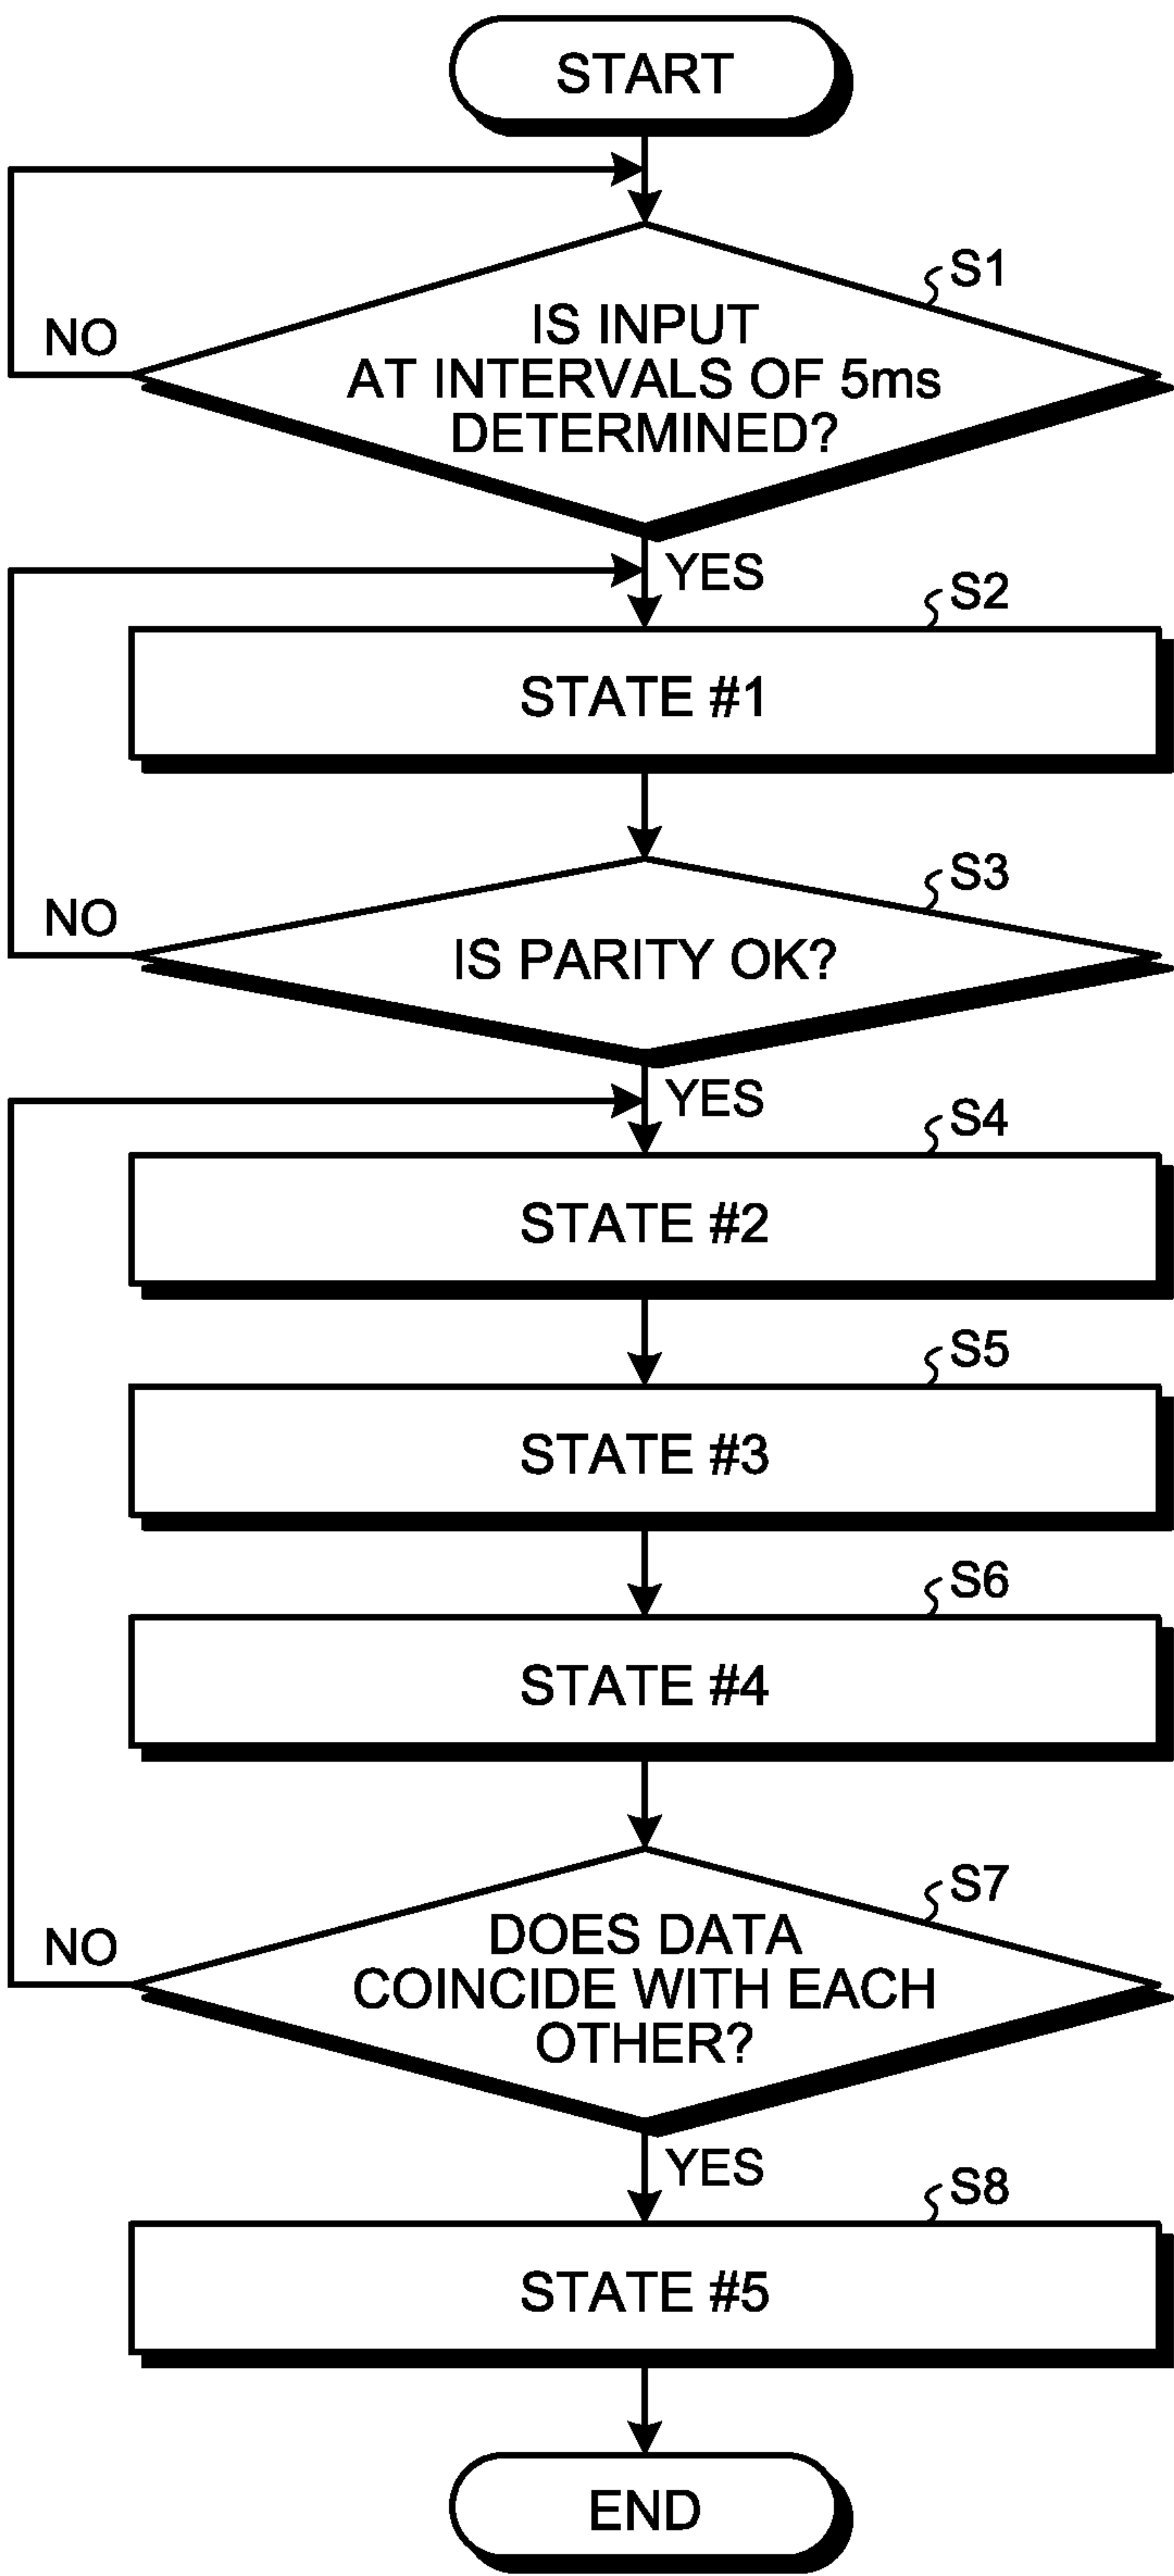 START
S1
IS INPUT
NO
AT INTERVALS OF 5ms
DETERMINED?
YES
S2
STATE #1
S3
NO
IS PARITY OK?
YES
S4
STATE #2
S5
STATE #3
S6
STATE #4
S7
DOES DATA
NO
COINCIDE WITH EACH
OTHER?
YES
S8
STATE #5
END